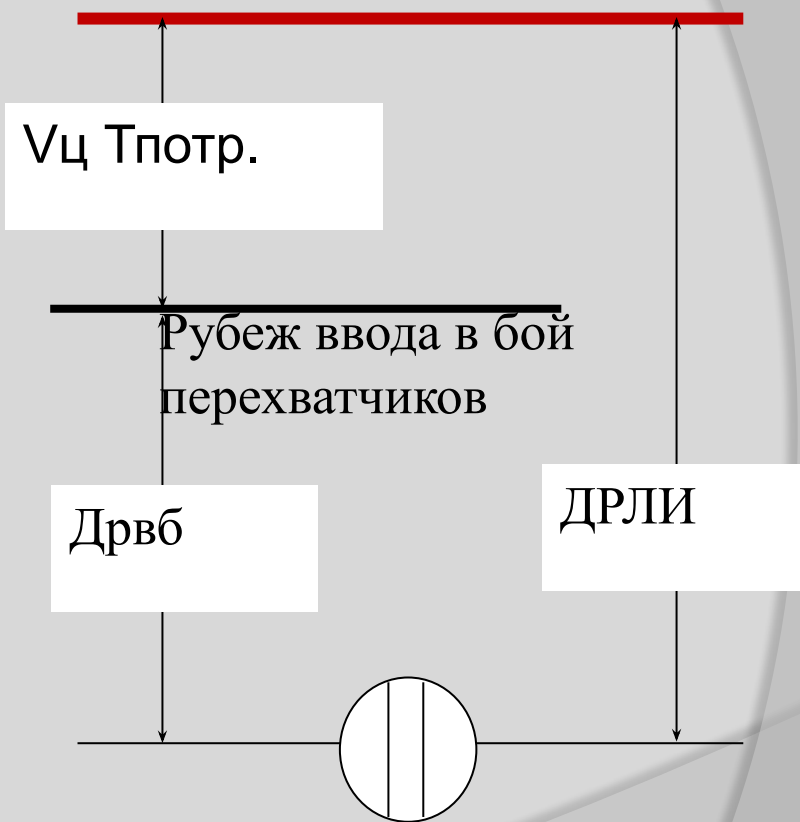 Vц Тпотр.
Рубеж ввода в бой
перехватчиков
Дрвб
ДРЛИ